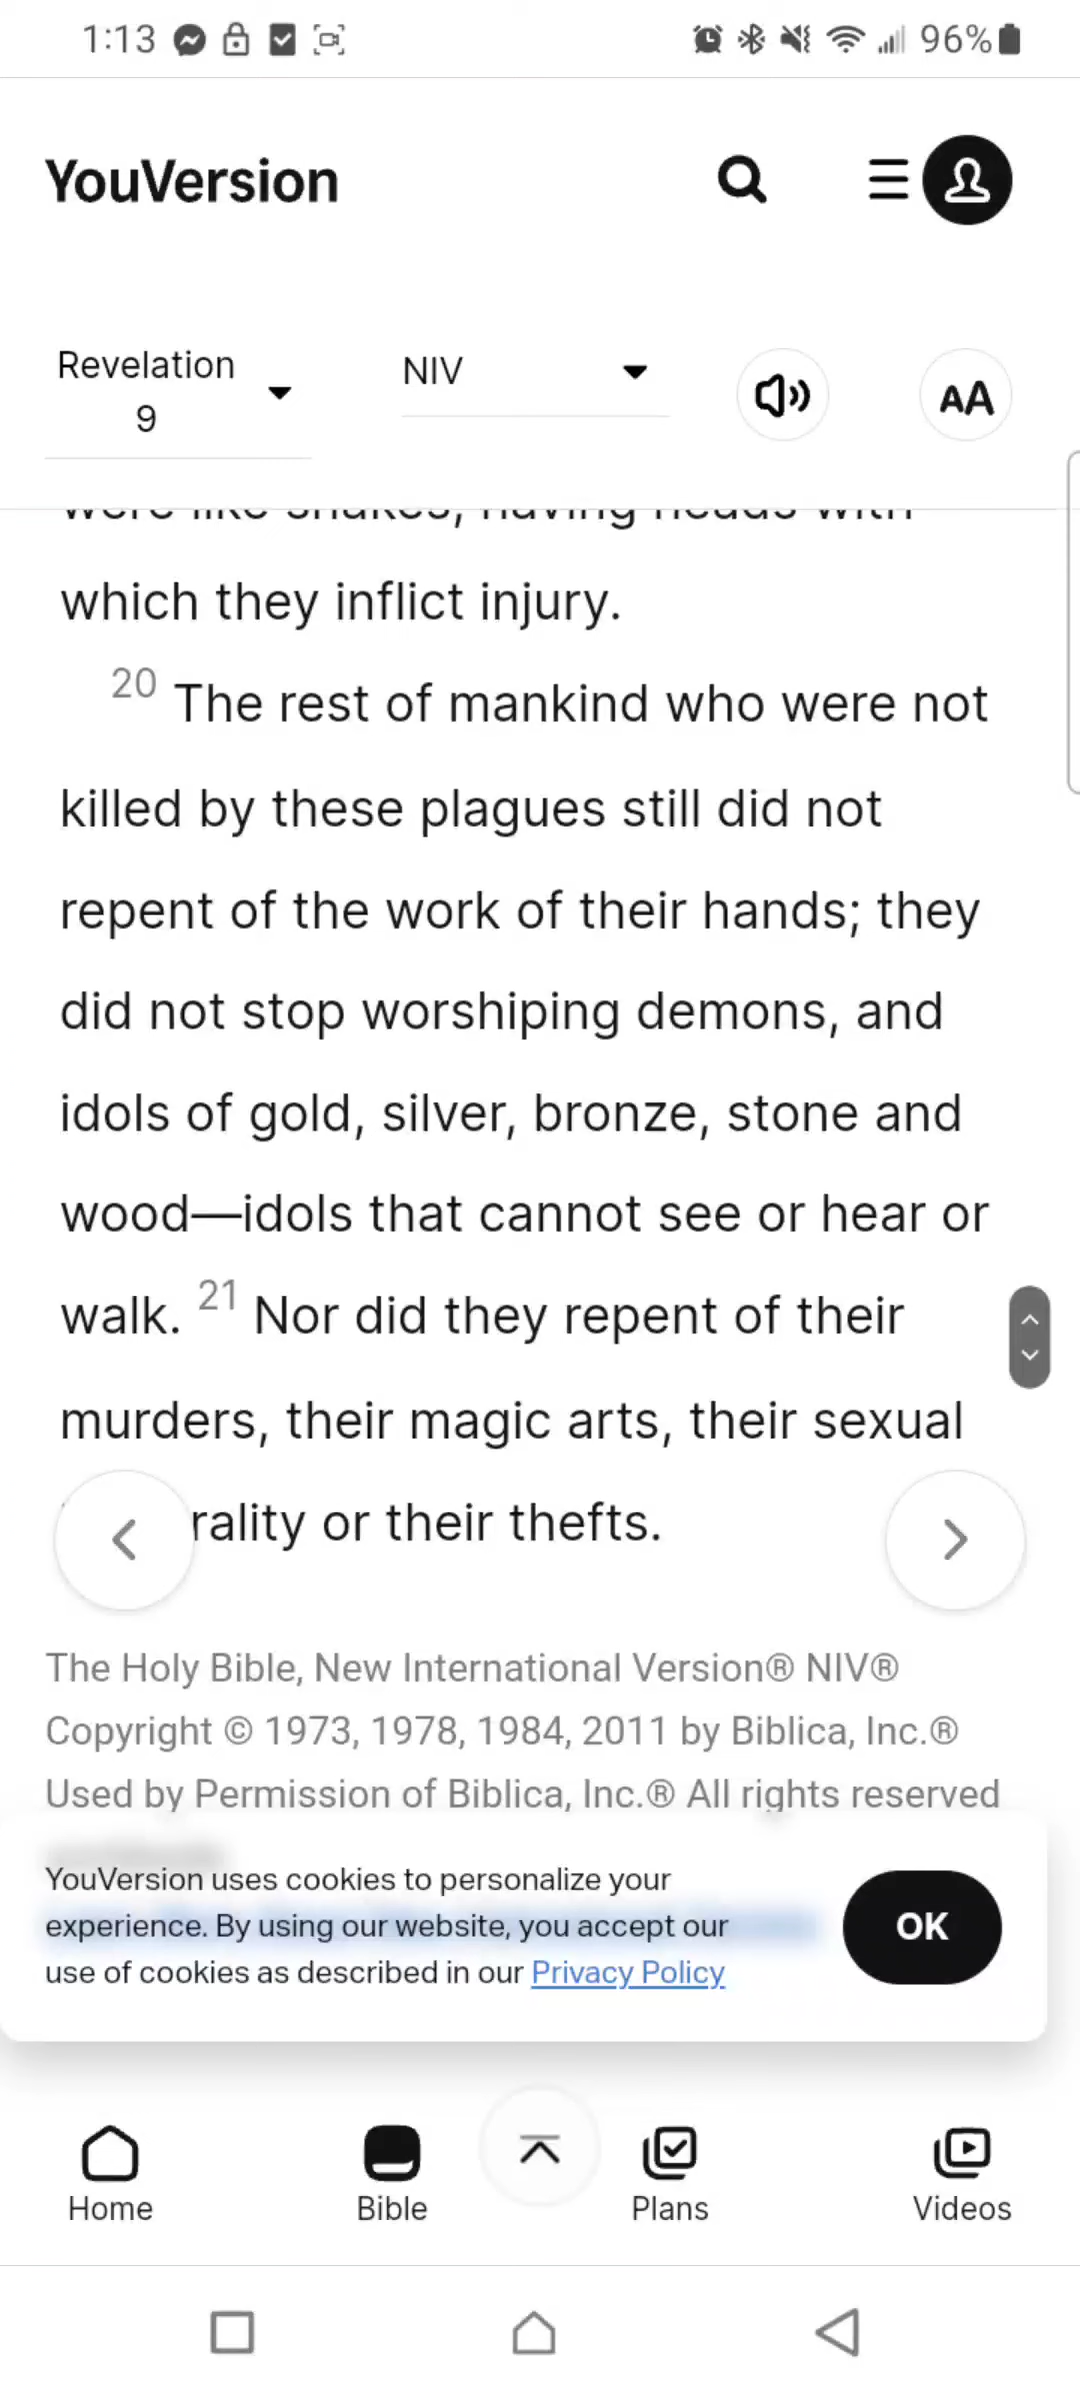 1:13
96%
YouVersion
Revelation
9
NIV
AA
were like snakes, having heads with
which they inflict injury.
20 The rest of mankind who were not
killed by these plagues still did not
repent of the work of their hands; they
did not stop worshiping demons, and
idols of gold, silver, bronze, stone and
wood—idols that cannot see or hear or
walk. 21 Nor did they repent of their
murders, their magic arts, their sexual
rality or their thefts.
The Holy Bible, New International Version® NIV®
Copyright © 1973, 1978, 1984, 2011 by Biblica, Inc.®
Used by Permission of Biblica, Inc.® All rights reserved
YouVersion uses cookies to personalize your
experience. By using our website, you accept our
use of cookies as described in our Privacy Policy
OK
Home
Bible
Plans
Videos